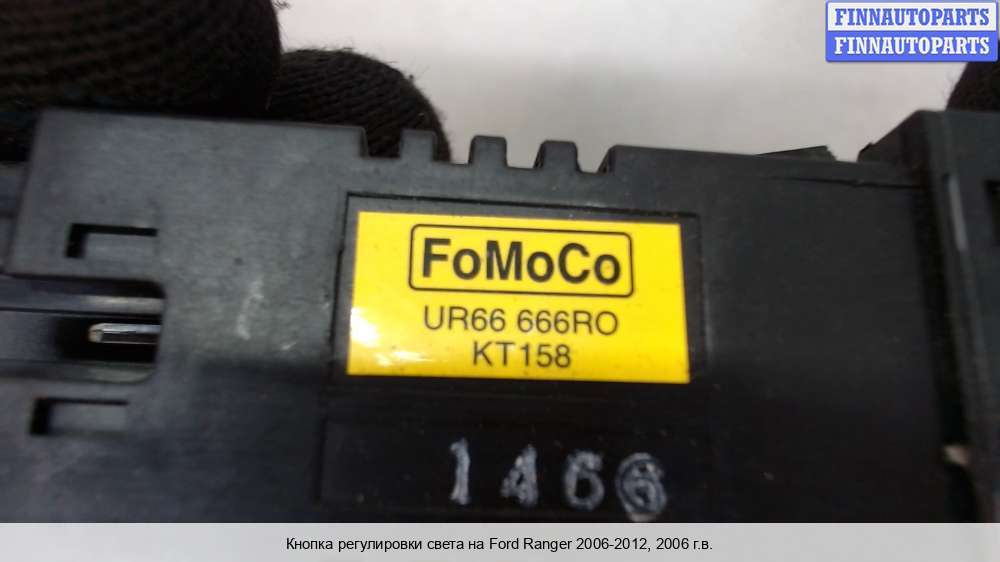 FINNAUTOPARTS
FINNAUTOPARTS
FoMoCo
UR66 666RO
KT158
1466
Кнопка регулировки света на Ford Ranger 2006-2012, 2006 г.в.